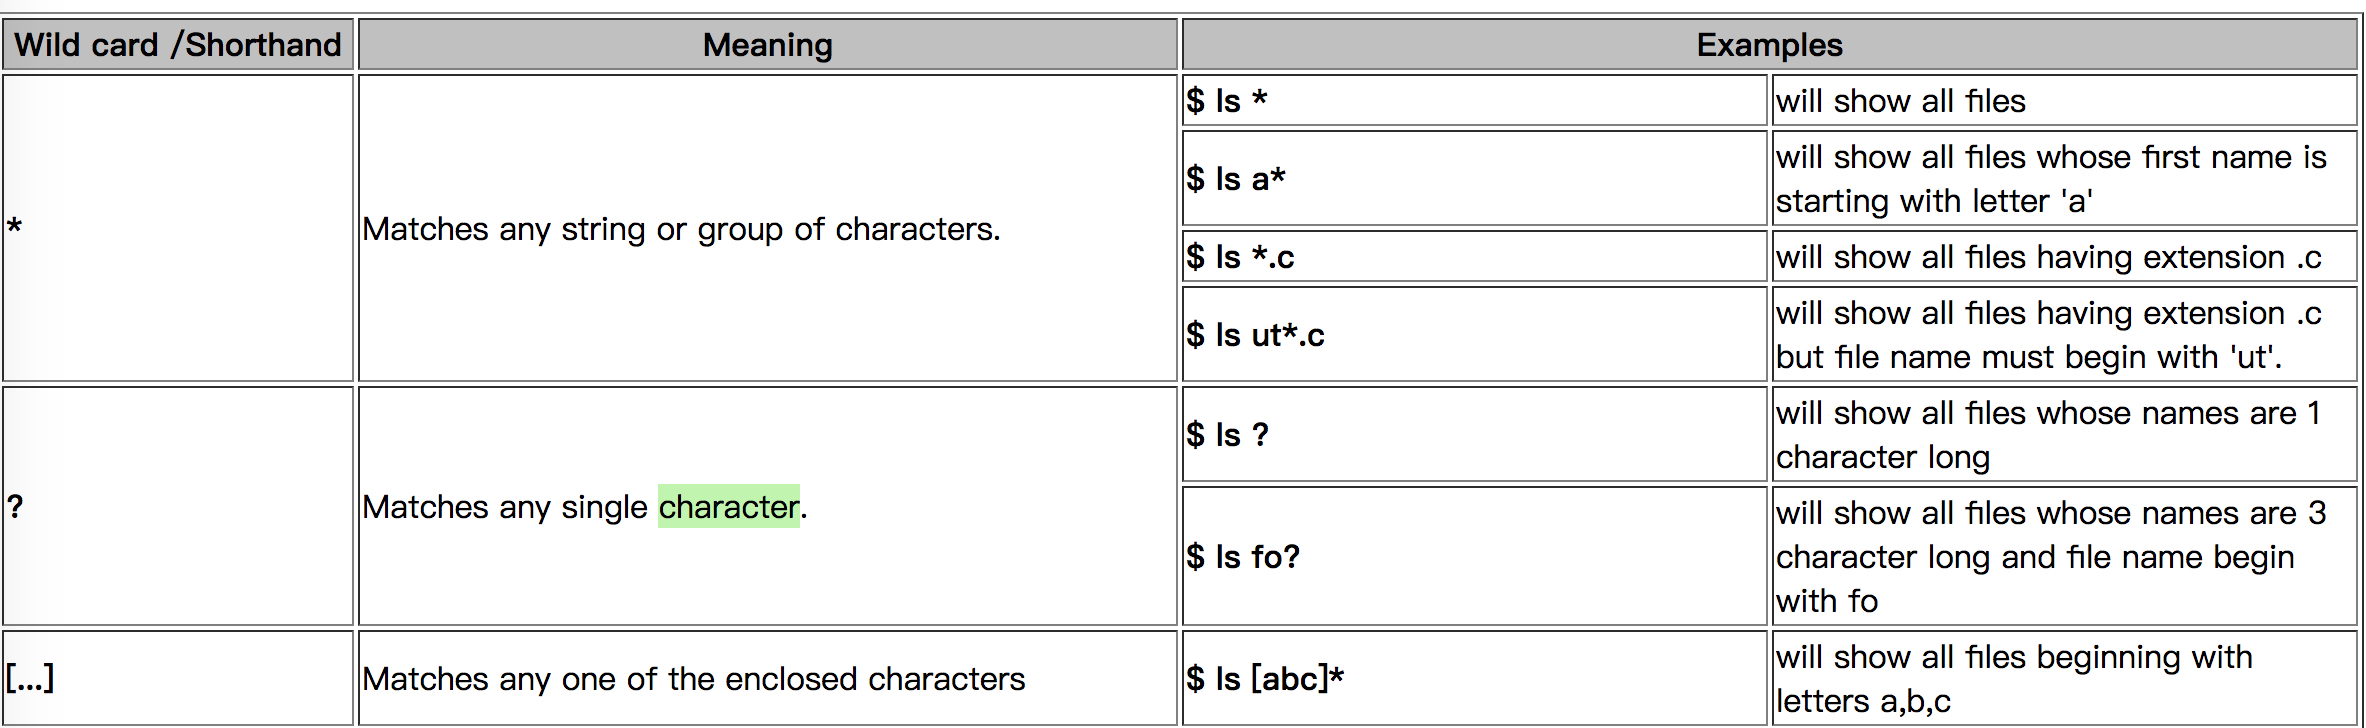 Wild card /Shorthand
Meaning
Examples
*
Matches any string or group of characters.
$ ls *
will show all files
$ ls a*
will show all files whose first name is
starting with letter 'a'
$ ls *.c
will show all files having extension .c
$ ls ut*.c
will show all files having extension .c
but file name must begin with 'ut'.
?
Matches any single character.
$ ls ?
will show all files whose names are 1
character long
$ ls fo?
will show all files whose names are 3
character long and file name begin
with fo
[...]
Matches any one of the enclosed characters
$ ls [abc]*
will show all files beginning with
letters a,b,c